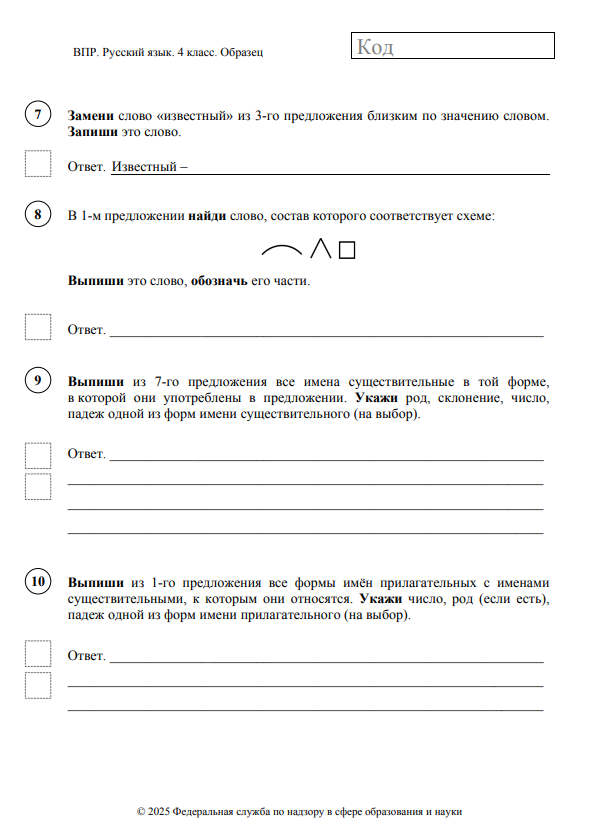 ВПР. Русский язык. 4 класс. Образец
Код
7
Замени слово «известный» из 3-го предложения близким по значению словом.
Запиши это слово.
Ответ. Известный –
8
В 1-м предложении найди слово, состав которого соответствует схеме:
Выпиши это слово, обозначь его части.
Ответ.
9
Выпиши из 7-го предложения все имена существительные в той форме,
в которой они употреблены в предложении. Укажи род, склонение, число,
падеж одной из форм имени существительного (на выбор).
Ответ.
10
Выпиши из 1-го предложения все формы имён прилагательных с именами
существительными, к которым они относятся. Укажи число, род (если есть),
падеж одной из форм имени прилагательного (на выбор).
Ответ.
© 2025 Федеральная служба по надзору в сфере образования и науки